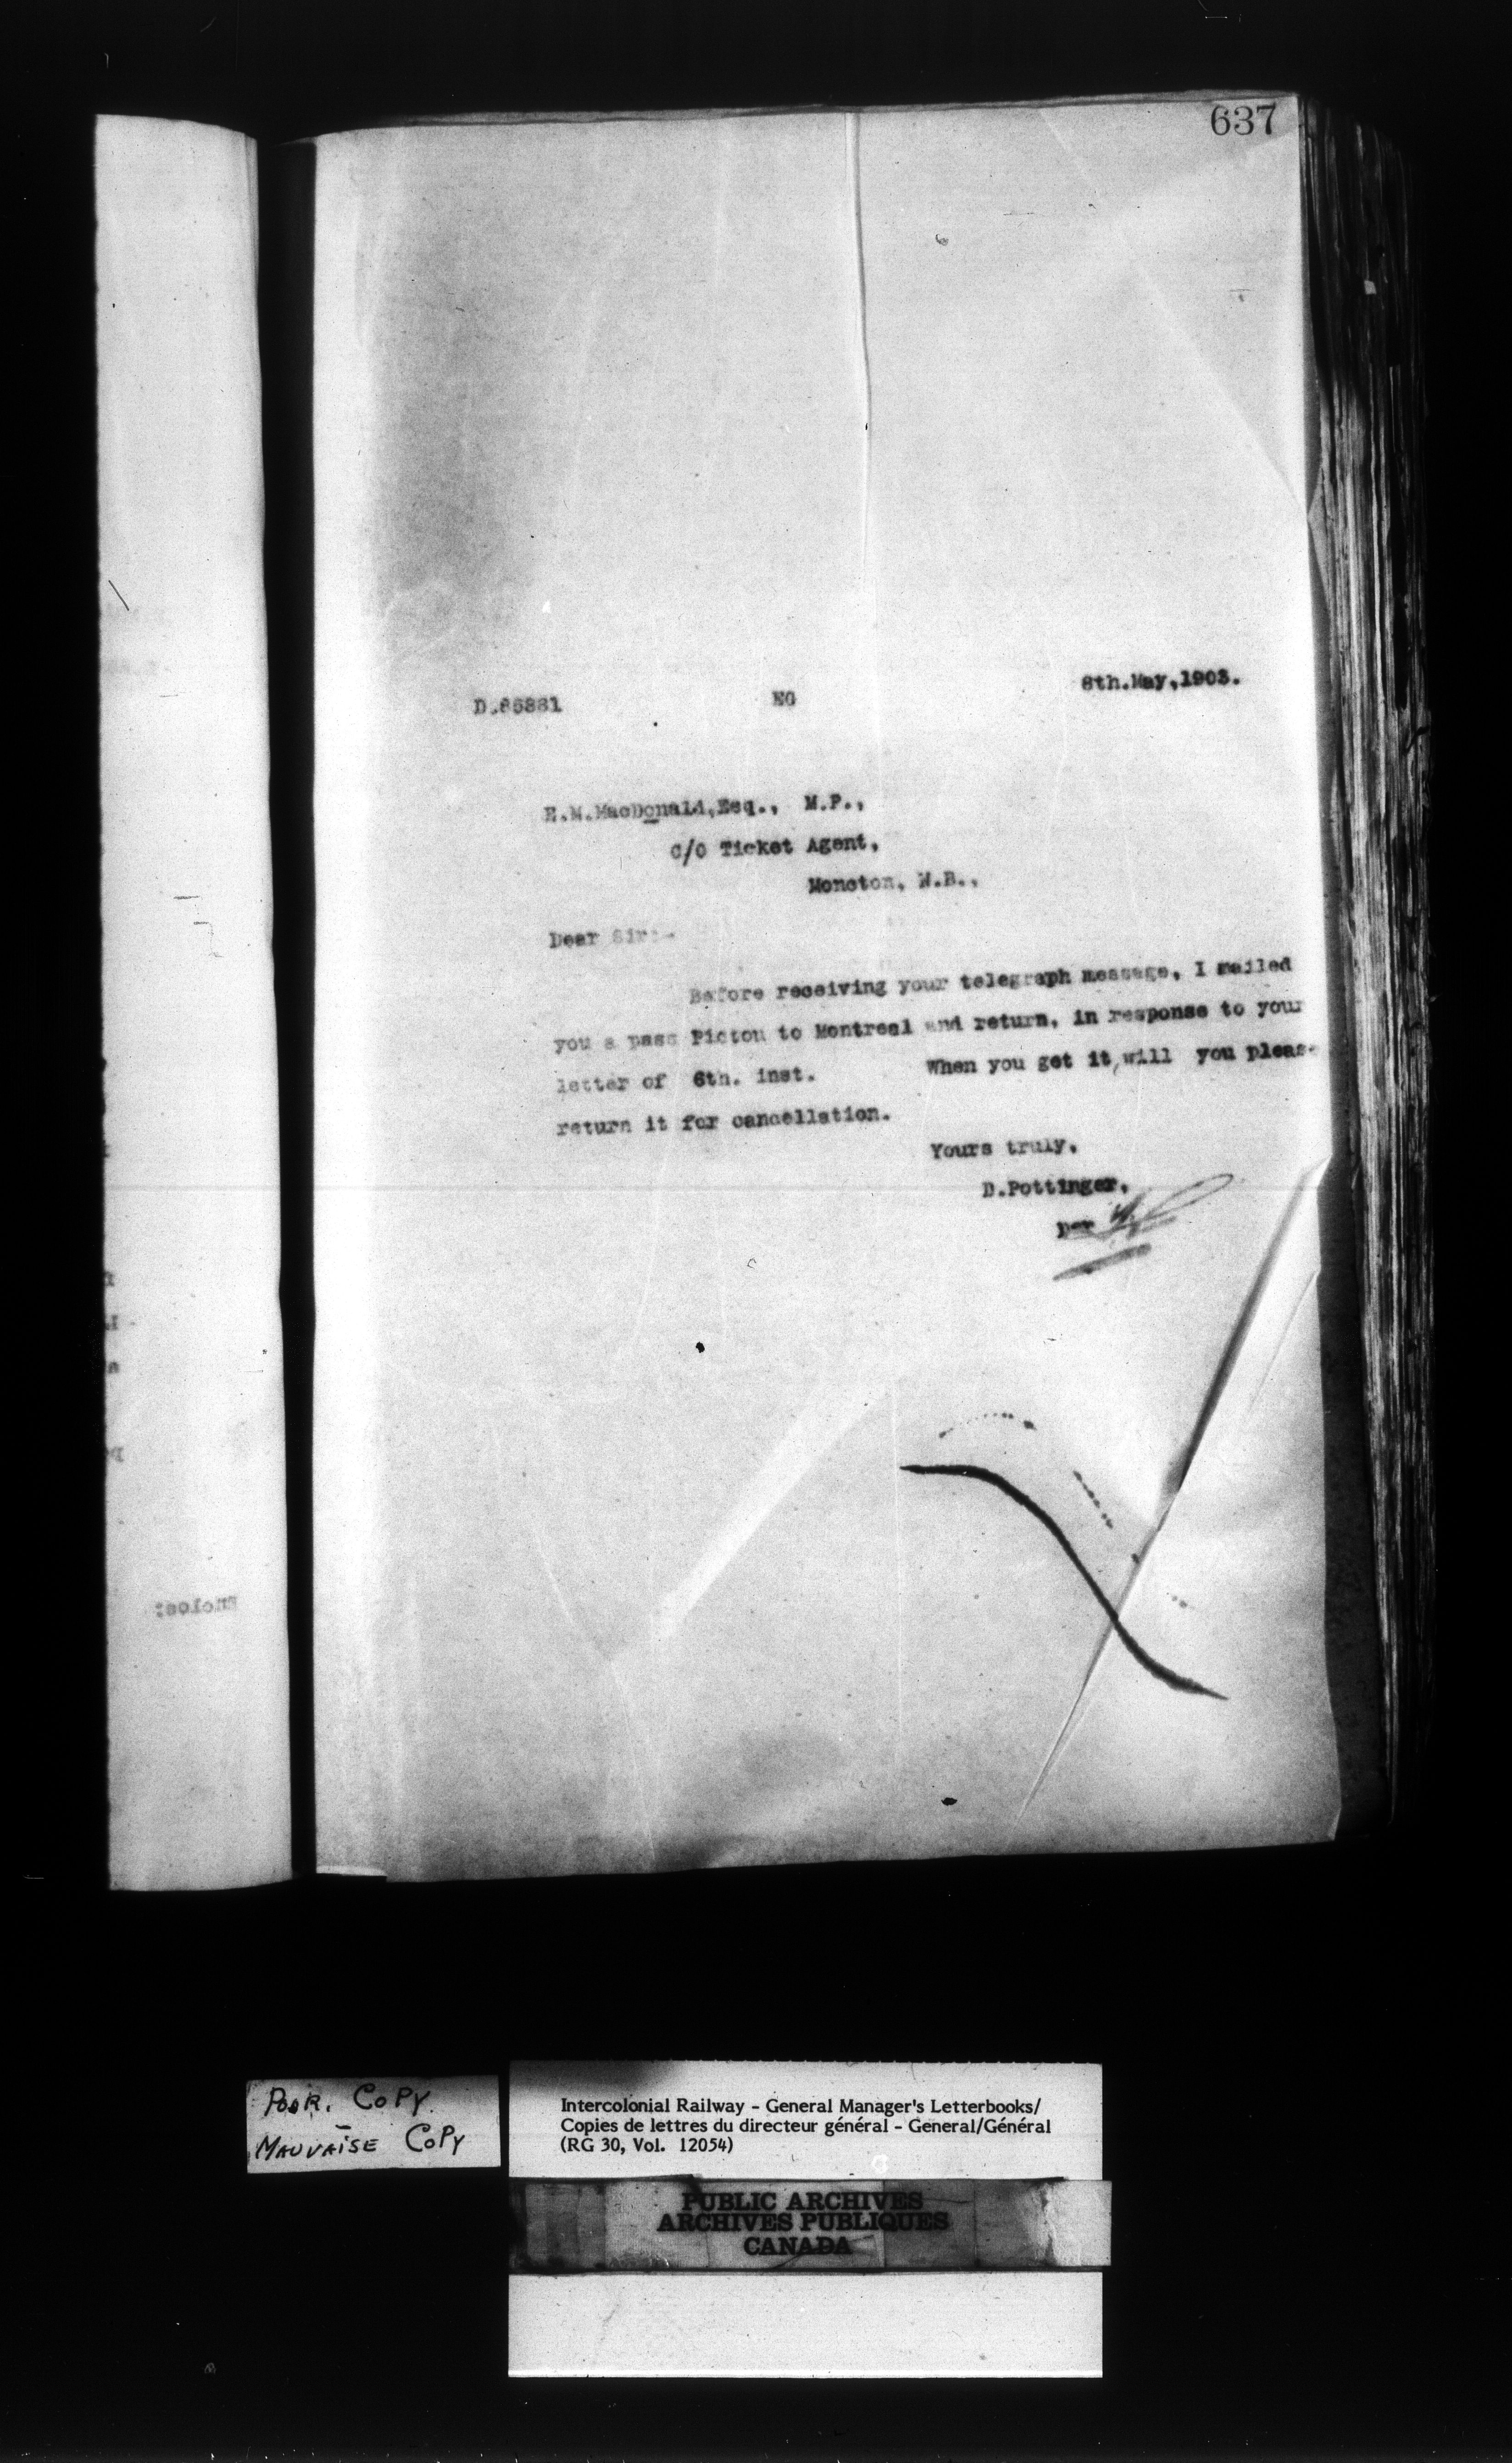 637
D.86881 EG 8th.May,1903.
E.M.MacDonald,Esq., M.P.,
C/O Ticket Agent,
Moncton, N.B.,
Dear Sir:-
Before receiving your telegraph message, I mailed
you a pass Pictou to Montreal and return, in response to your
letter of 6th. inst. When you get it, will you please
return it for cancellation.
Yours truly,
D.Pottinger,
per
Enclos:
POOR. COPY.
-
MAUVAISE COPY
Intercolonial Railway - General Manager's Letterbooks/
Copies de lettres du directeur général - General/Général
(RG 30, Vol. 12054)
PUBLIC ARCHIVES
ARCHIVES PUBLIQUES
CANADA